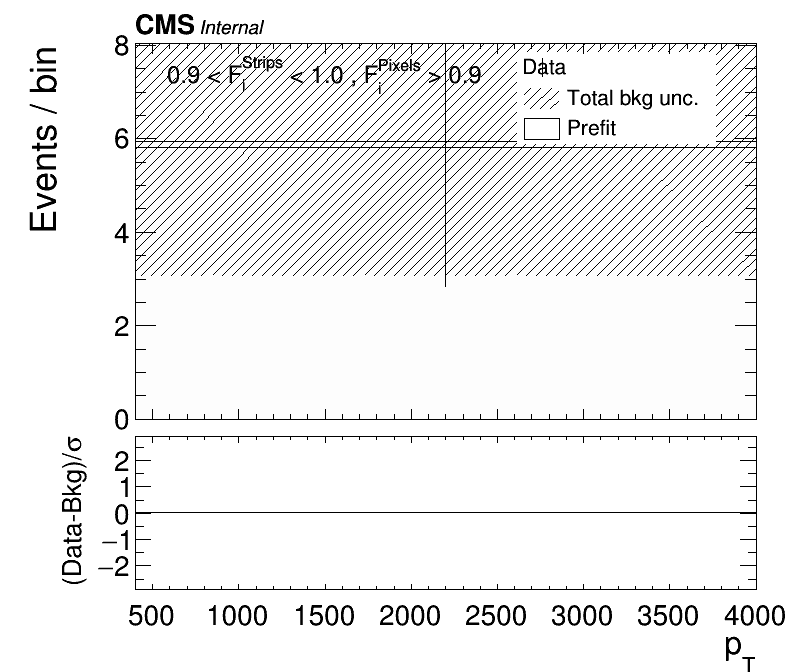 CMS Internal
Events / bin
8
6
4
2
0
0.9 < F_i^Strips < 1.0 , F_i^Pixels > 0.9
Data
Total bkg unc.
Prefit
(Data-Bkg)/σ
2
1
0
−1
−2
500 1000 1500 2000 2500 3000 3500 4000
p_T